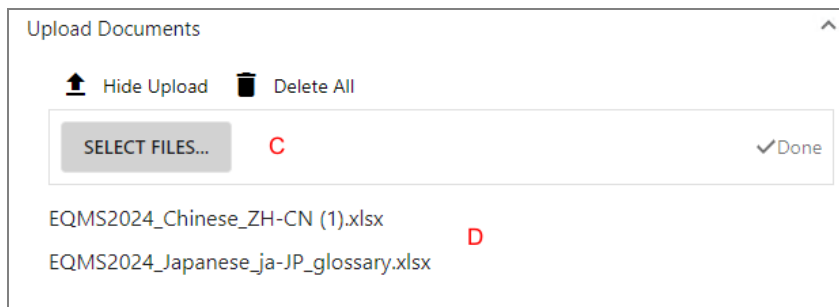 Upload Documents
Hide Upload Delete All
SELECT FILES... C Done
EQMS2024_Chinese_ZH-CN (1).xlsx
D
EQMS2024_Japanese_ja-JP_glossary.xlsx